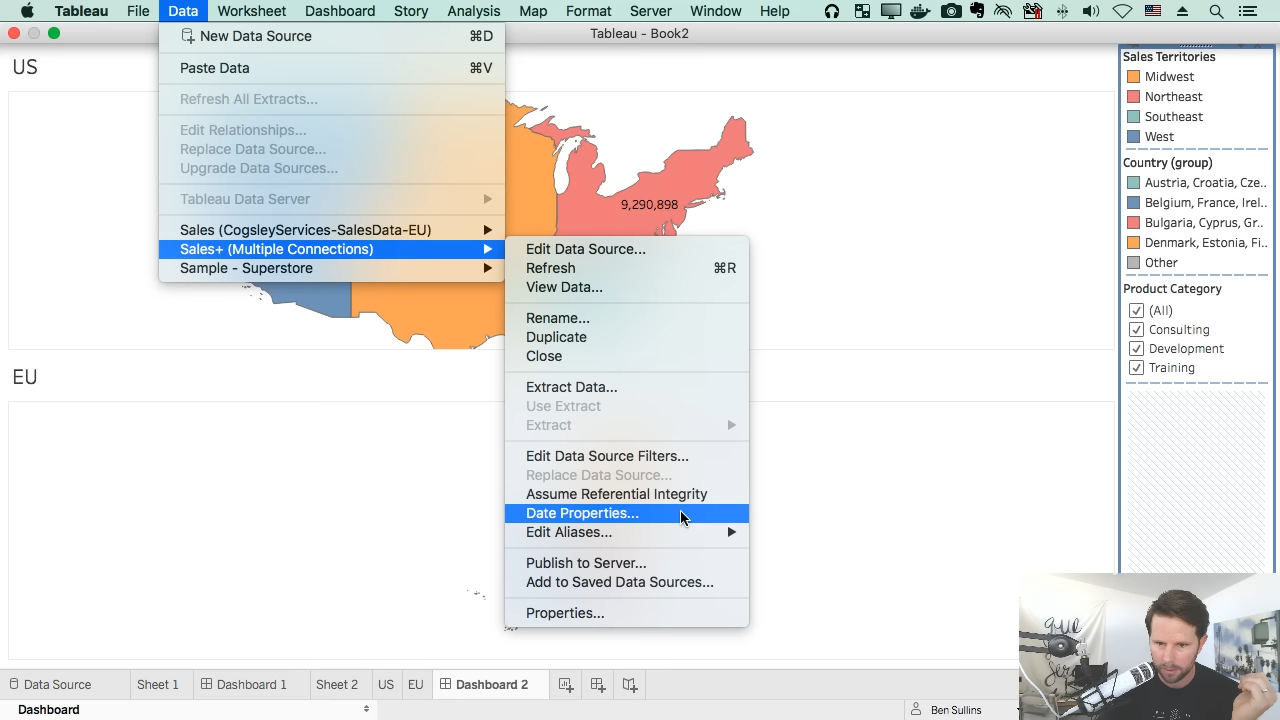 Tableau File Data Worksheet Dashboard Story Analysis Map Format Server Window Help
Tableau - Book2
New Data Source ⌘D
Paste Data ⌘V
Refresh All Extracts...
Edit Relationships...
Replace Data Source...
Upgrade Data Sources...
Tableau Data Server
Sales (CogsleyServices-SalesData-EU)
Sales+ (Multiple Connections)
Sample - Superstore
Edit Data Source...
Refresh ⌘R
View Data...
Rename...
Duplicate
Close
Extract Data...
Use Extract
Extract
Edit Data Source Filters...
Replace Data Source...
Assume Referential Integrity
Date Properties...
Edit Aliases...
Publish to Server...
Add to Saved Data Sources...
Properties...
US
9,290,898
EU
Sales Territories
Midwest
Northeast
Southeast
West
Country (group)
Austria, Croatia, Cze..
Belgium, France, Irel..
Bulgaria, Cyprus, Gr..
Denmark, Estonia, Fi..
Other
Product Category
(All)
Consulting
Development
Training
que
Data Source Sheet 1 Dashboard 1 Sheet 2 US EU Dashboard 2
Dashboard
Ben Sullins